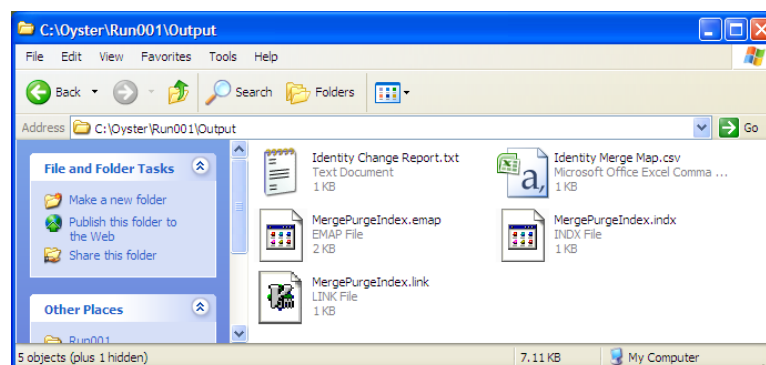 C:\Oyster\Run001\Output
File Edit View Favorites Tools Help
Back Search Folders
Address C:\Oyster\Run001\Output Go
File and Folder Tasks
Make a new folder
Publish this folder to
the Web
Share this folder
Other Places
Run001
Identity Change Report.txt
Text Document
1 KB
Identity Merge Map.csv
Microsoft Office Excel Comma ...
1 KB
MergePurgeIndex.emap
EMAP File
2 KB
MergePurgeIndex.indx
INDX File
1 KB
MergePurgeIndex.link
LINK File
1 KB
5 objects (plus 1 hidden) 7.11 KB My Computer